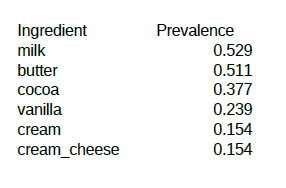 Ingredient Prevalence
milk 0.529
butter 0.511
cocoa 0.377
vanilla 0.239
cream 0.154
cream_cheese 0.154